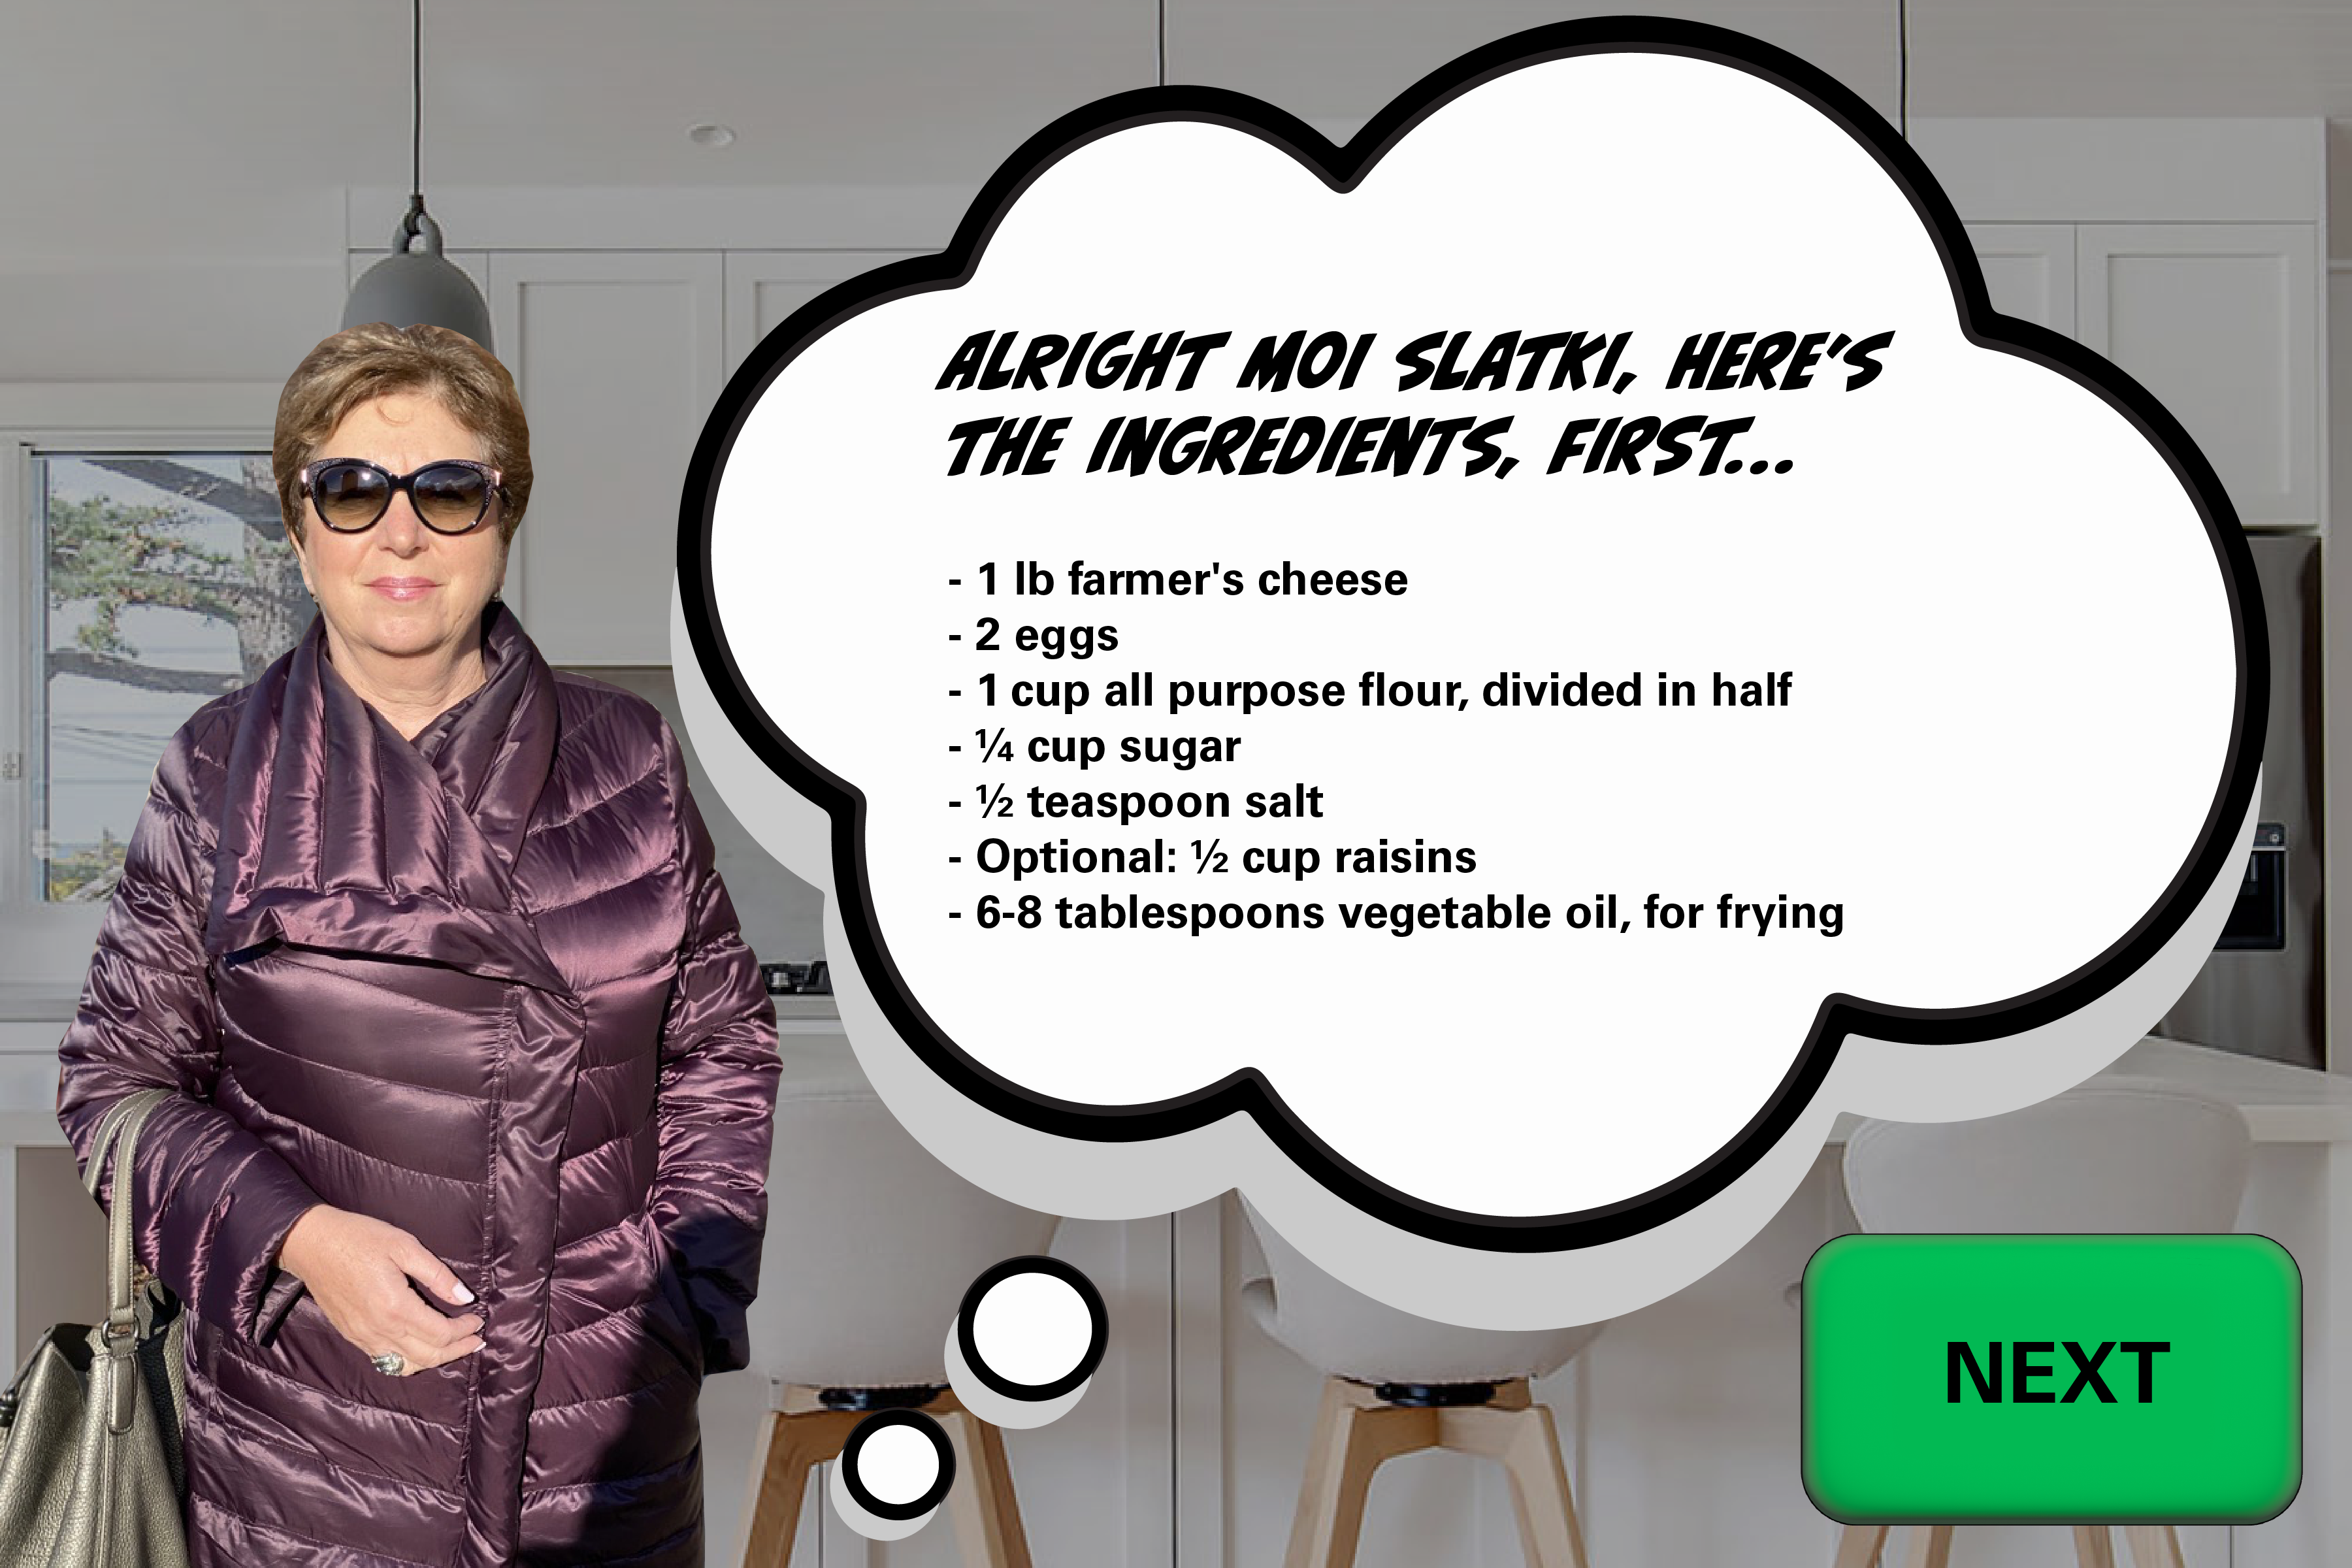 ALRIGHT MOI SLATKI, HERE'S
THE INGREDIENTS, FIRST...
- 1 lb farmer's cheese
- 2 eggs
- 1 cup all purpose flour, divided in half
- ¼ cup sugar
- ½ teaspoon salt
- Optional: ½ cup raisins
- 6-8 tablespoons vegetable oil, for frying
NEXT